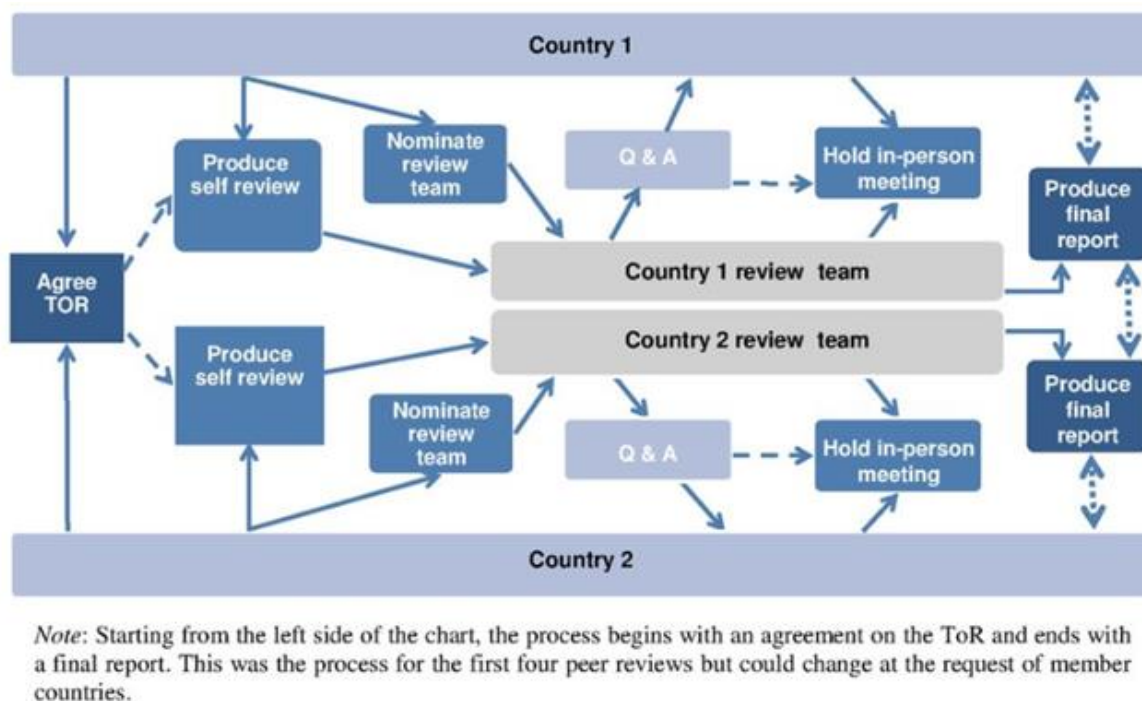 Country 1
Produce
self review
Nominate
review
team
Q & A
Hold in-person
meeting
Produce
final
report
Agree
TOR
Country 1 review team
Country 2 review team
Produce
self review
Nominate
review
team
Q & A
Hold in-person
meeting
Produce
final
report
Country 2
Note: Starting from the left side of the chart, the process begins with an agreement on the ToR and ends with
a final report. This was the process for the first four peer reviews but could change at the request of member
countries.